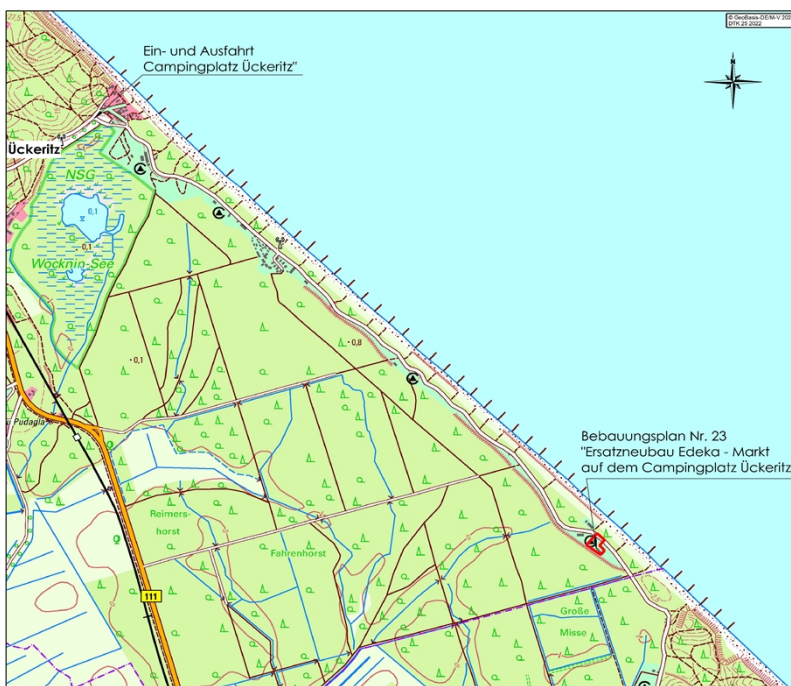 © GeoBasis-DE/M-V 202
DTK 25 2022
Ein- und Ausfahrt
Campingplatz Ückeritz"
N
Ückeritz
NSG
0,1
0,1
Wocknin-See
0,1
0,8
Pudagla
Bebauungsplan Nr. 23
"Ersatzneubau Edeka - Markt
auf dem Campingplatz Ückeritz
Reimers-
horst
Fahrenhorst
111
Große
Misse